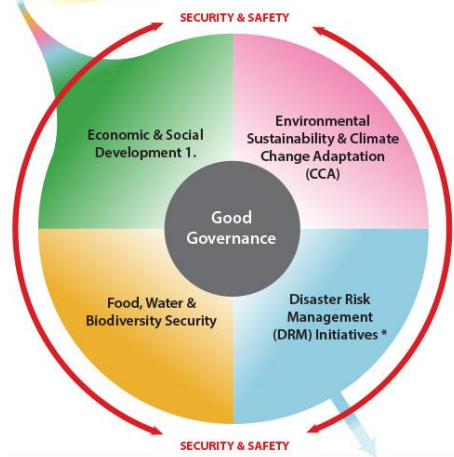 SECURITY & SAFETY
Economic & Social
Development 1.
Environmental
Sustainability & Climate
Change Adaptation
(CCA)
Good
Governance
Food, Water &
Biodiversity Security
Disaster Risk
Management
(DRM) Initiatives *
SECURITY & SAFETY